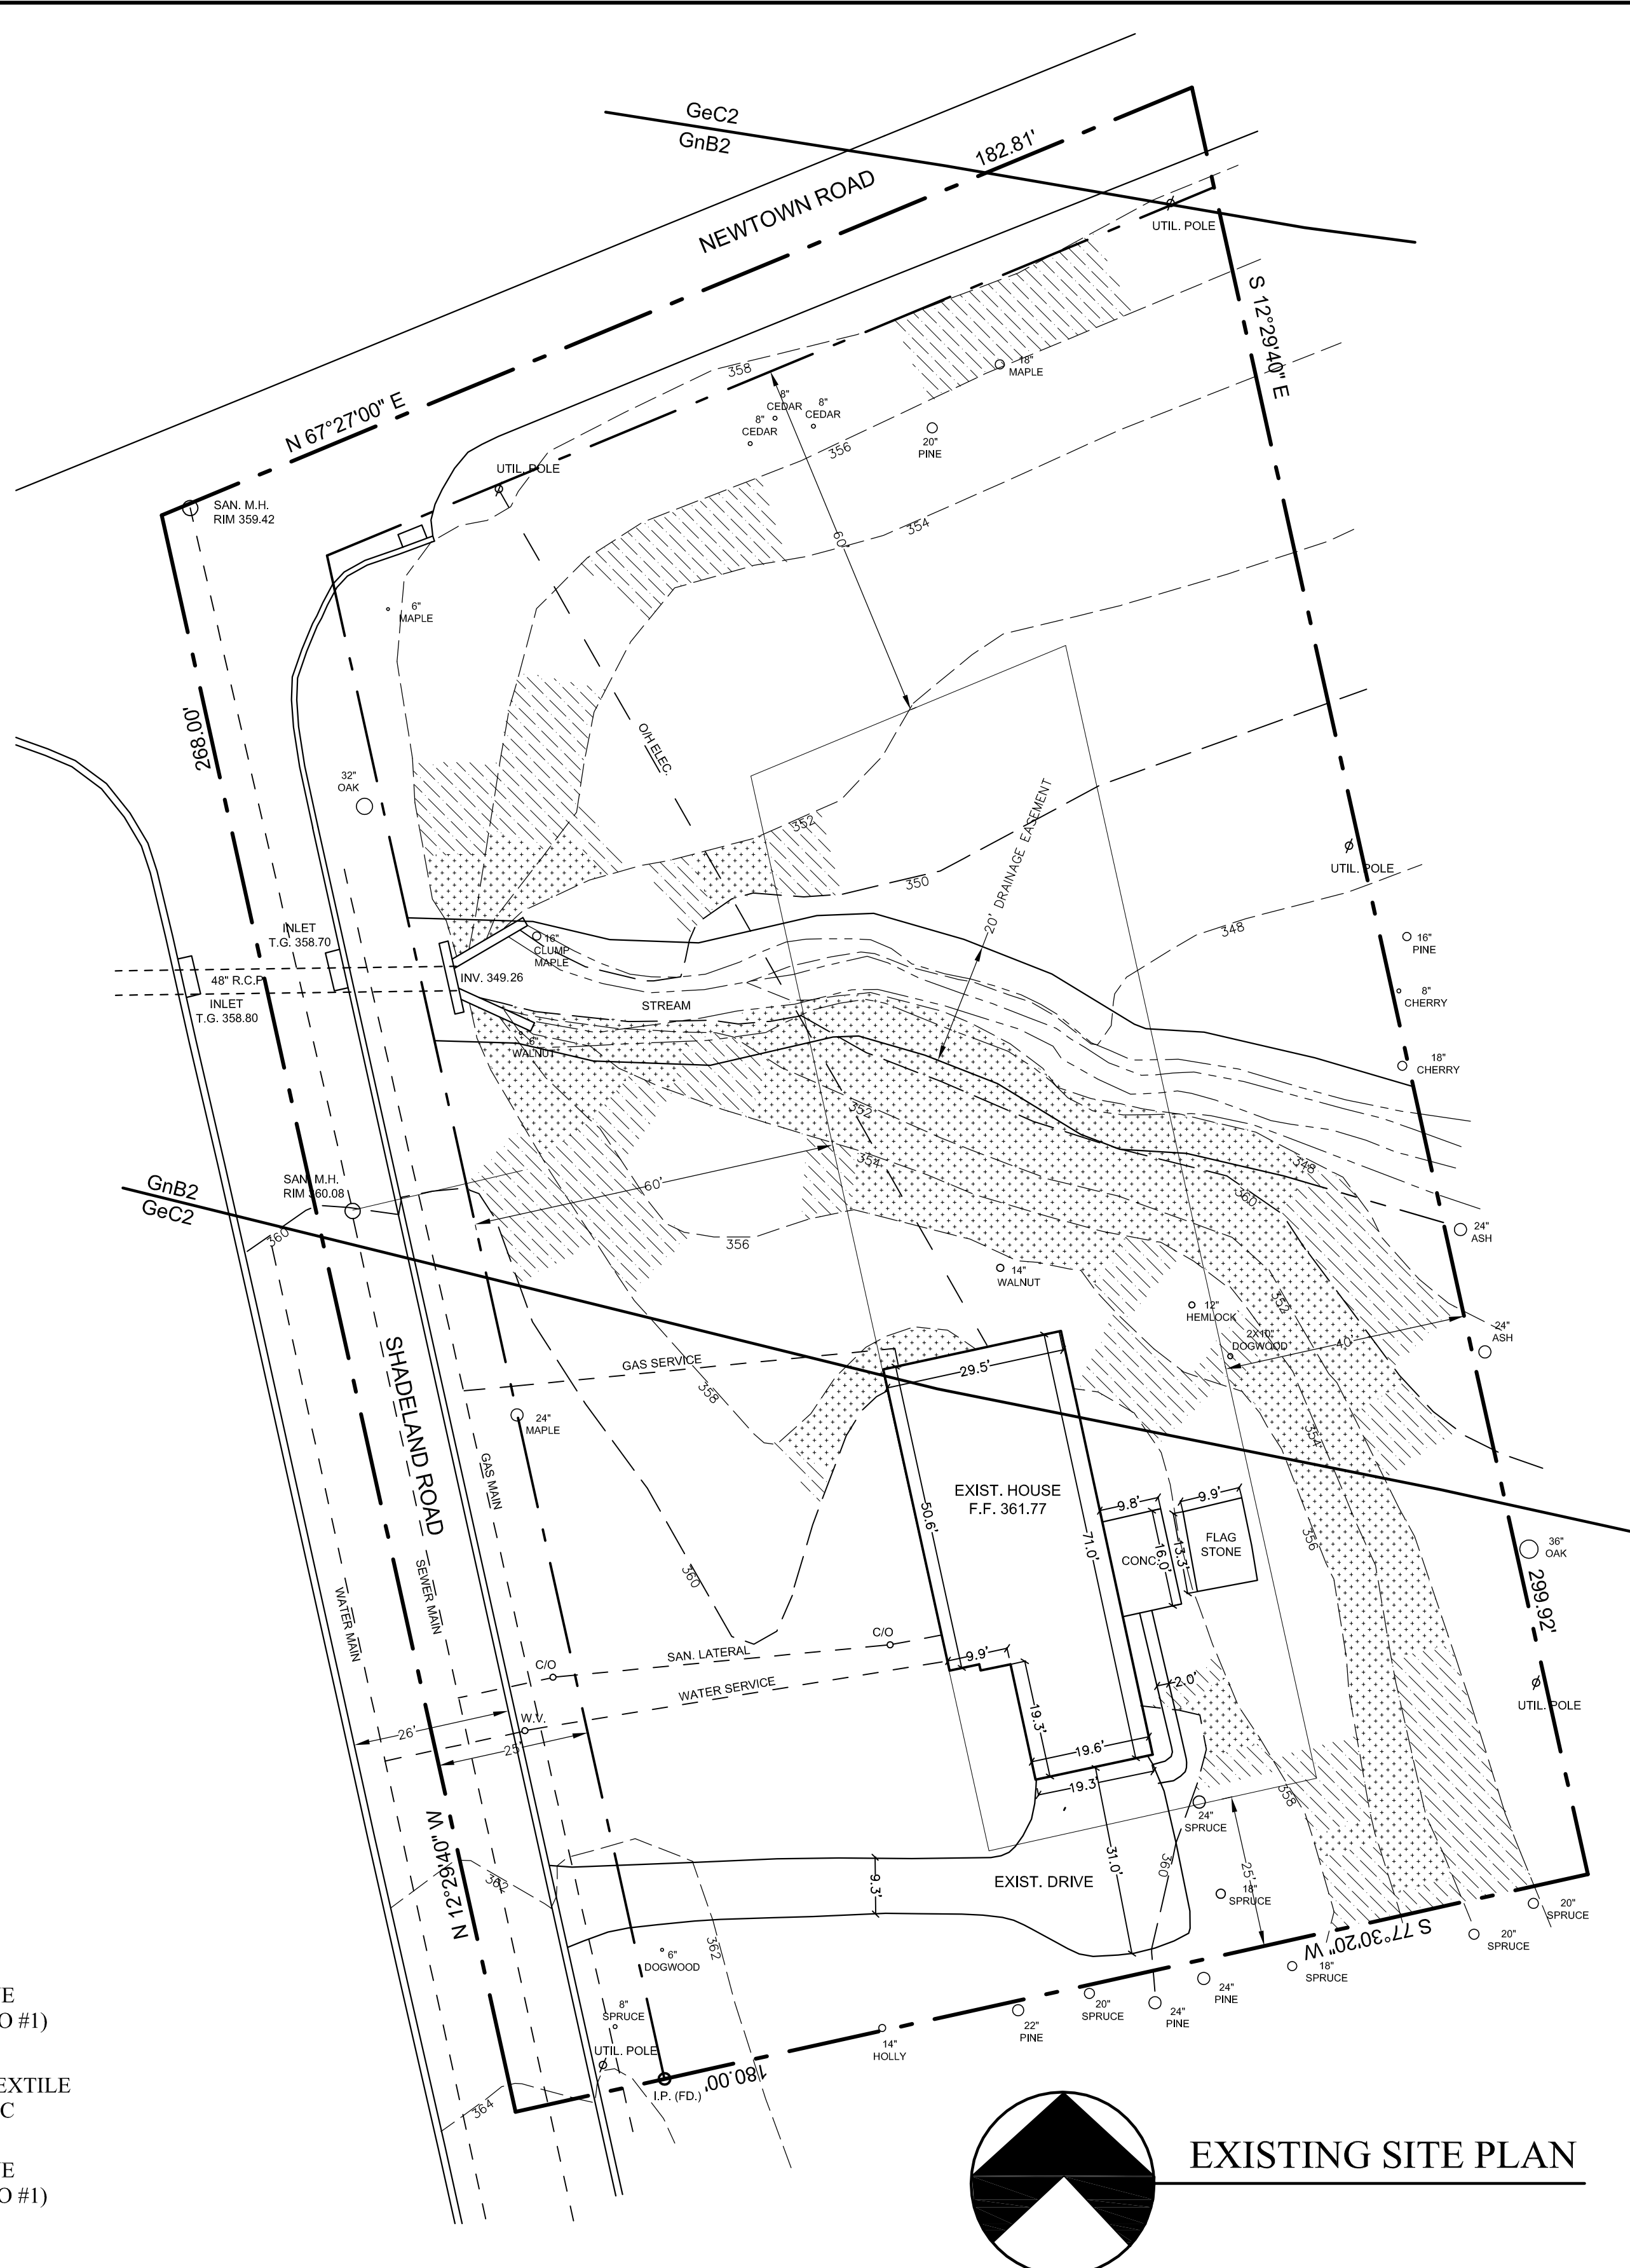 GeC2
GnB2
182.81'
NEWTOWN ROAD
UTIL. POLE
S 12°29'40" E
358
18"
MAPLE
8"
CEDAR
8"
CEDAR
8"
CEDAR
N 67°27'00" E
20"
PINE
356
UTIL. POLE
SAN. M.H.
RIM 359.42
354
60'
6"
MAPLE
268.00'
O/H ELEC.
32"
OAK
352
20' DRAINAGE EASEMENT
UTIL. POLE
350
INLET
T.G. 358.70
16"
CLUMP
MAPLE
348
16"
PINE
48" R.C.P.
INV. 349.26
8"
CHERRY
INLET
T.G. 358.80
STREAM
6"
WALNUT
18"
CHERRY
352
354
348
GnB2
GeC2
SAN. M.H.
RIM 360.08
60'
360
360
356
24"
ASH
14"
WALNUT
352
12"
HEMLOCK
2X10"
DOGWOOD
40'
24"
ASH
SHADELAND ROAD
GAS SERVICE
29.5'
358
24"
MAPLE
354
GAS MAIN
EXIST. HOUSE
F.F. 361.77
50.6'
71.0'
9.8'
9.9'
CONC.
16.0'
13.3'
FLAG
STONE
356
36"
OAK
299.92'
360
WATER MAIN
SEWER MAIN
C/O
SAN. LATERAL
C/O
9.9'
WATER SERVICE
2.0'
UTIL. POLE
W.V.
26'
25'
19.3'
19.6'
19.3'
358
24"
SPRUCE
N 12°29'40" W
362
9.3'
EXIST. DRIVE
31.0'
360
25'
18"
SPRUCE
20"
SPRUCE
S 77°30'20" W
20"
SPRUCE
362
6"
DOGWOOD
18"
SPRUCE
24"
PINE
20"
SPRUCE
24"
PINE
8"
SPRUCE
22"
PINE
14"
HOLLY
UTIL. POLE
180.00'
I.P. (FD.)
364
E
O #1)
EXTILE
C
E
O #1)
EXISTING SITE PLAN